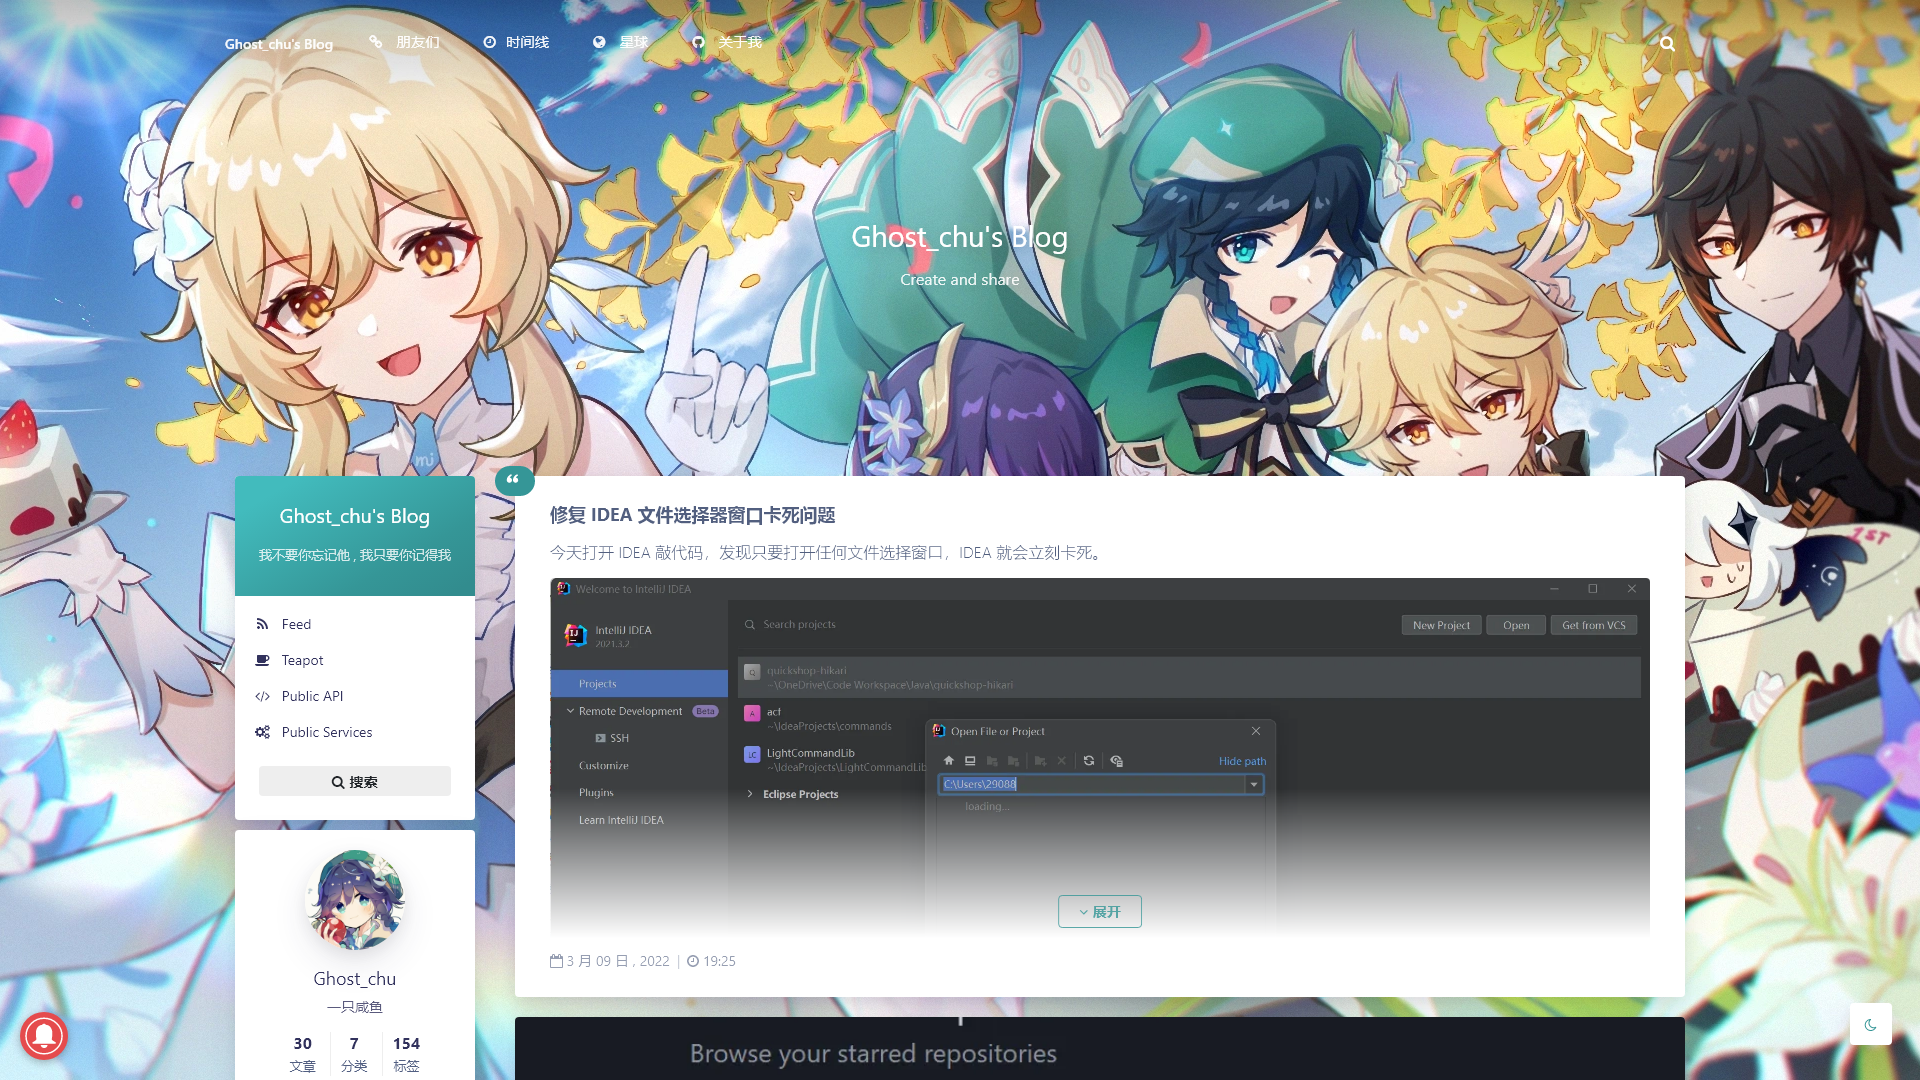 Ghost_chu's Blog
朋友们
时间线
星球
关于我
Ghost_chu's Blog
Create and share
Ghost_chu's Blog
我不要你忘记他 , 我只要你记得我
Feed
Teapot
Public API
Public Services
搜索
Ghost_chu
一只咸鱼
30
7
154
文章
分类
标签
修复 IDEA 文件选择器窗口卡死问题
今天打开 IDEA 敲代码，发现只要打开任何文件选择窗口，IDEA 就会立刻卡死。
Welcome to IntelliJ IDEA
IntelliJ IDEA
2021.3.2
Search projects
New Project
Open
Get from VCS
Projects
Remote Development
Beta
SSH
Customize
Plugins
Learn IntelliJ IDEA
quickshop-hikari
~\OneDrive\Code Workspace\Java\quickshop-hikari
act
~\IdeaProjects\commands
LightCommandLib
~\IdeaProjects\LightCommandLib
Eclipse Projects
Open File or Project
Hide path
C:\Users\29088
loading...
展开
3 月 09 日 , 2022 | 19:25
Browse your starred repositories
1ST